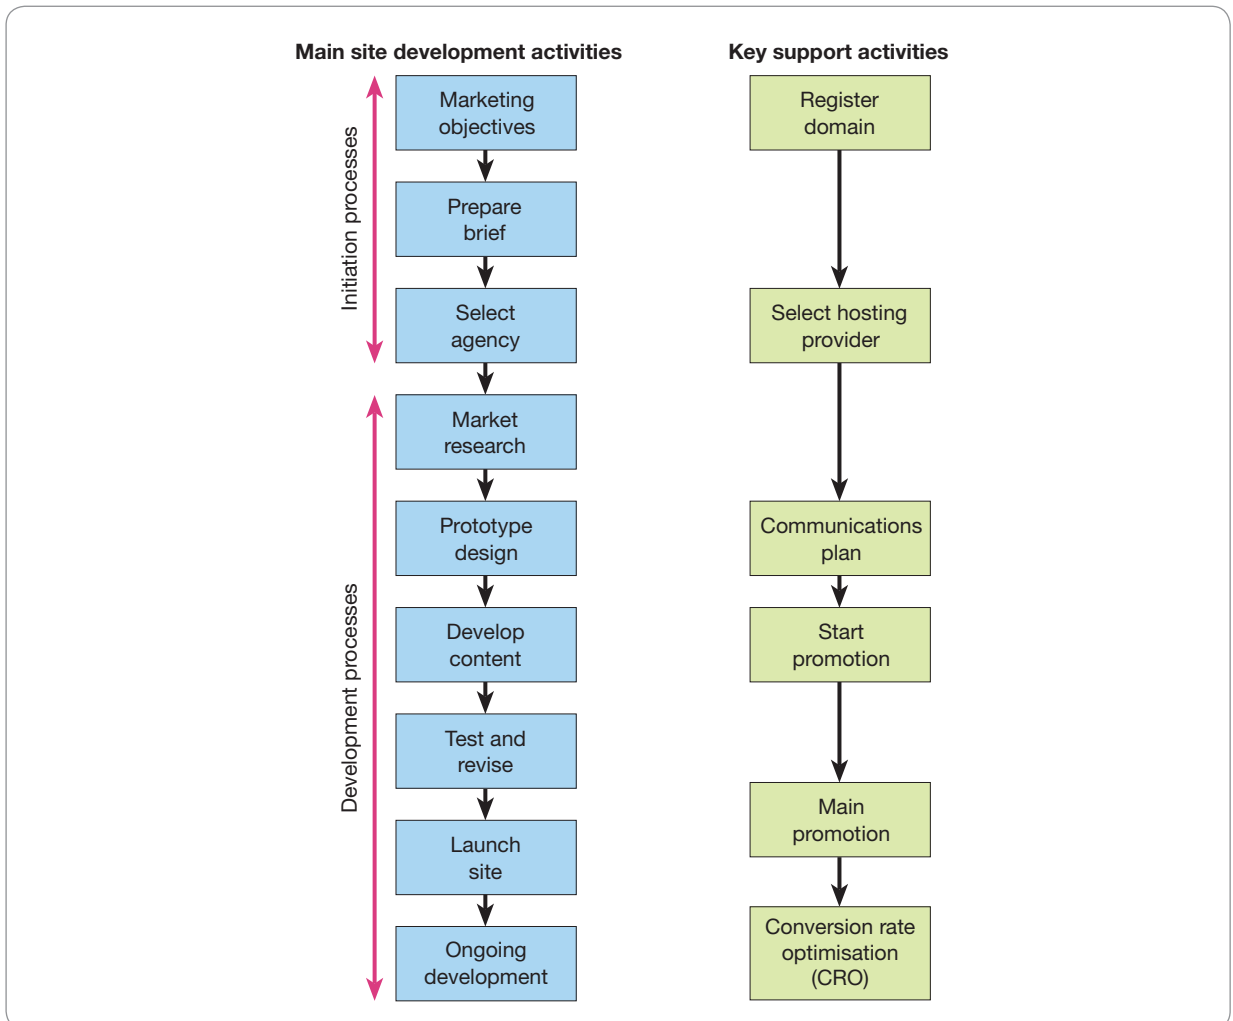 Main site development activities
Key support activities
Initiation processes
Marketing
objectives
Prepare
brief
Select
agency
Development processes
Market
research
Prototype
design
Develop
content
Test and
revise
Launch
site
Ongoing
development
Register
domain
Select hosting
provider
Communications
plan
Start
promotion
Main
promotion
Conversion rate
optimisation
(CRO)